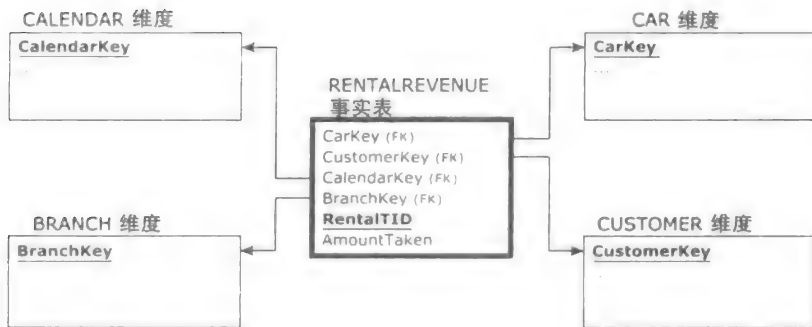 CALENDAR 维度
CalendarKey
...
CAR 维度
CarKey
...
RENTALREVENUE
事实表
CarKey (FK)
CustomerKey (FK)
CalendarKey (FK)
BranchKey (FK)
RentalTID
AmountTaken
BRANCH 维度
BranchKey
CUSTOMER 维度
CustomerKey
...